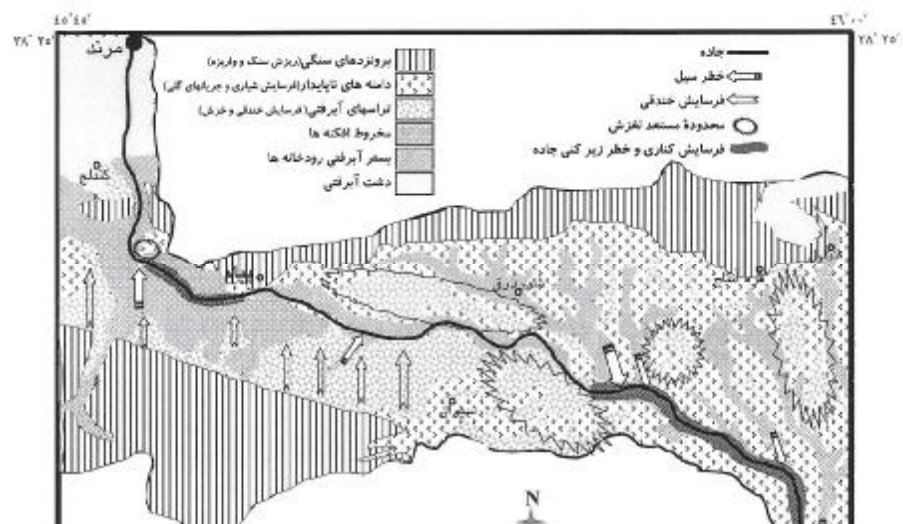 ۴۵°۴۵′
۴۶°۰۰′
۳۸°۲۵′
۳۸°۲۵′
مرند
برونزدهای سنگی(ریزش سنگ و واریزه)
دامنه های ناپایدار(فرسایش شیاری و جریانهای گلی)
تراسهای آبرفتی(فرسایش خندقی و خزش)
مخروط افکنه ها
بستر آبرفتی رودخانه ها
دشت آبرفتی
جاده
خطر سیل
فرسایش خندقی
محدودهٔ مستعد لغزش
فرسایش کناری و خطر زیر کنی جاده
N